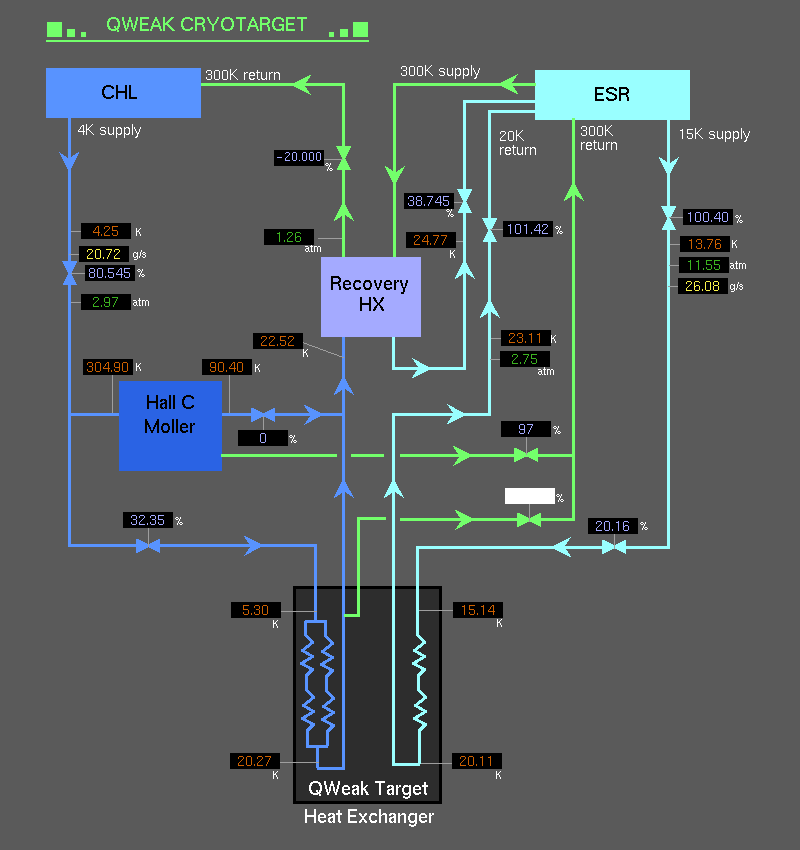 QWEAK CRYOTARGET
CHL
300K return
300K supply
ESR
4K supply
20K
return
300K
return
15K supply
-20.000 %
38.745 %
101.42 %
100.40 %
4.25 K
20.72 g/s
80.545 %
2.97 atm
1.26 atm
24.77 K
13.76 K
11.55 atm
26.08 g/s
Recovery
HX
22.52 K
23.11 K
2.75 atm
304.90 K
90.40 K
Hall C
Moller
0 %
97 %
%
32.35 %
20.16 %
5.30 K
15.14 K
20.27 K
20.11 K
QWeak Target
Heat Exchanger